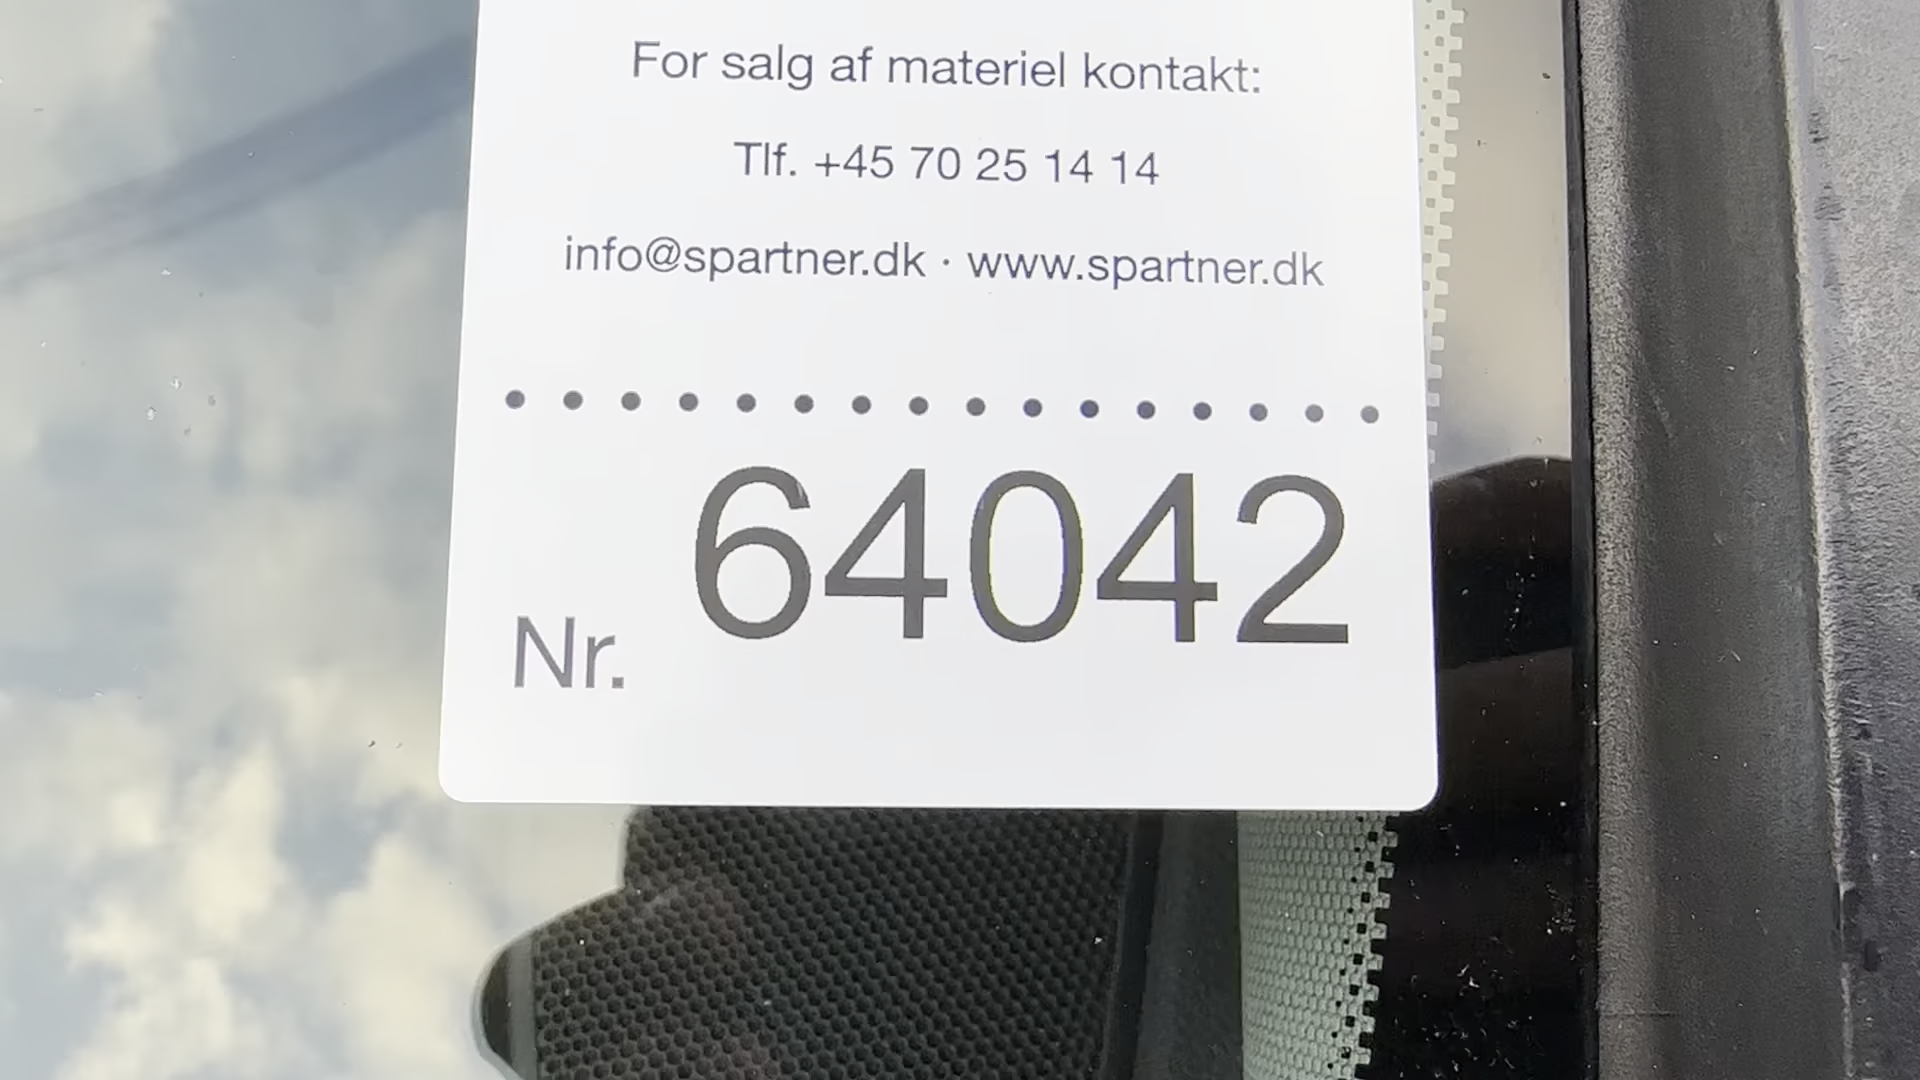 For salg af materiel kontakt:
Tlf. +45 70 25 14 14
info@spartner.dk · www.spartner.dk
Nr. 64042